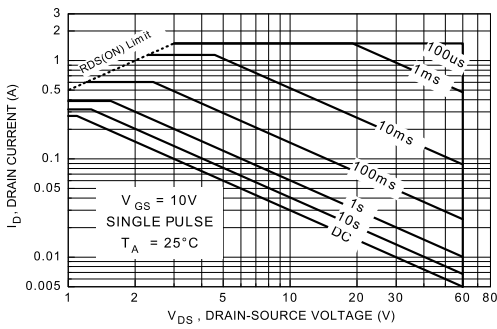 3
2
1
0.5
0.1
0.05
0.01
0.005
I D, DRAIN CURRENT (A)
RDS(ON) Limit
100us
1ms
10ms
100ms
1s
10s
DC
V GS = 10V
SINGLE PULSE
T A = 25°C
1 2 5 10 20 30 60 80
V DS , DRAIN-SOURCE VOLTAGE (V)